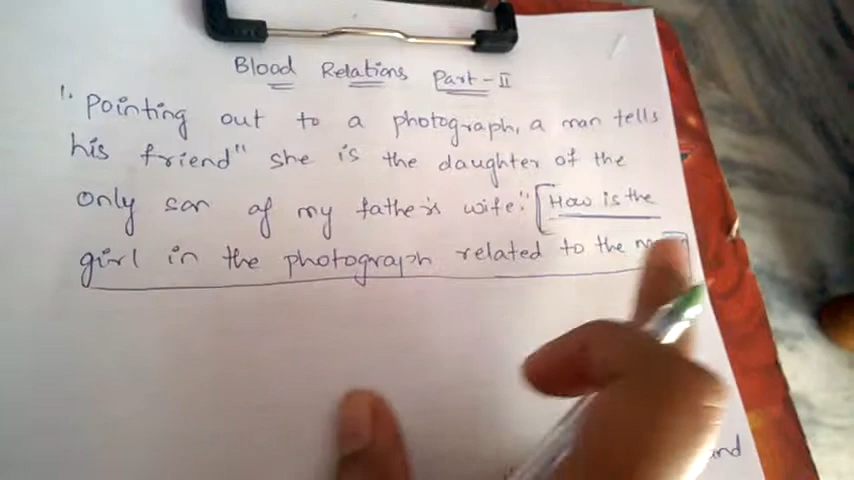 Blood Relations Part-II
1. Pointing out to a photograph, a man tells
his friend" she is the daughter of the
only son of my father's wife." [How is the
girl in the photograph related to the
and